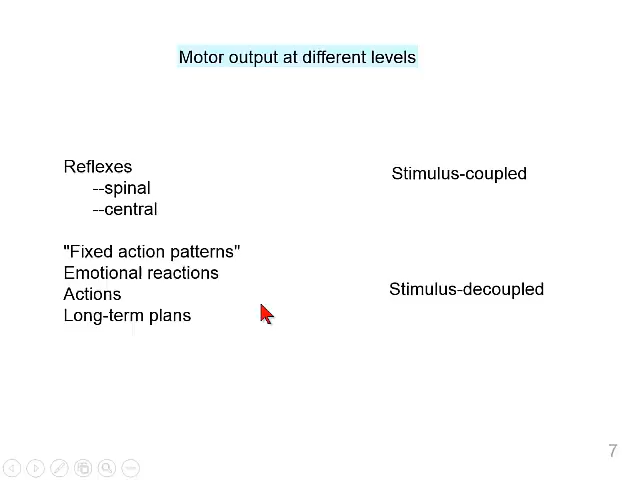 Motor output at different levels
Reflexes
--spinal
--central
Stimulus-coupled
"Fixed action patterns"
Emotional reactions
Actions
Long-term plans
Stimulus-decoupled
7